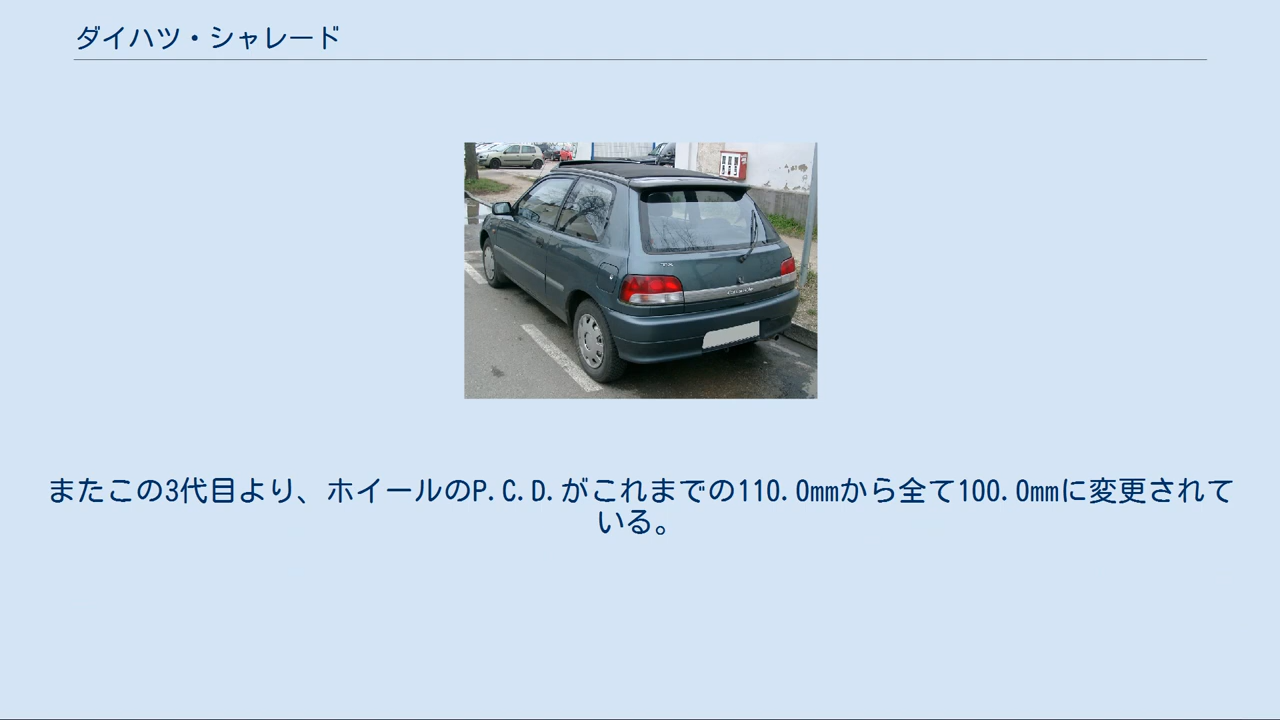 ダイハツ・シャレード
TX
またこの3代目より、ホイールのP.C.D.がこれまでの110.0mmから全て100.0mmに変更されて
いる。